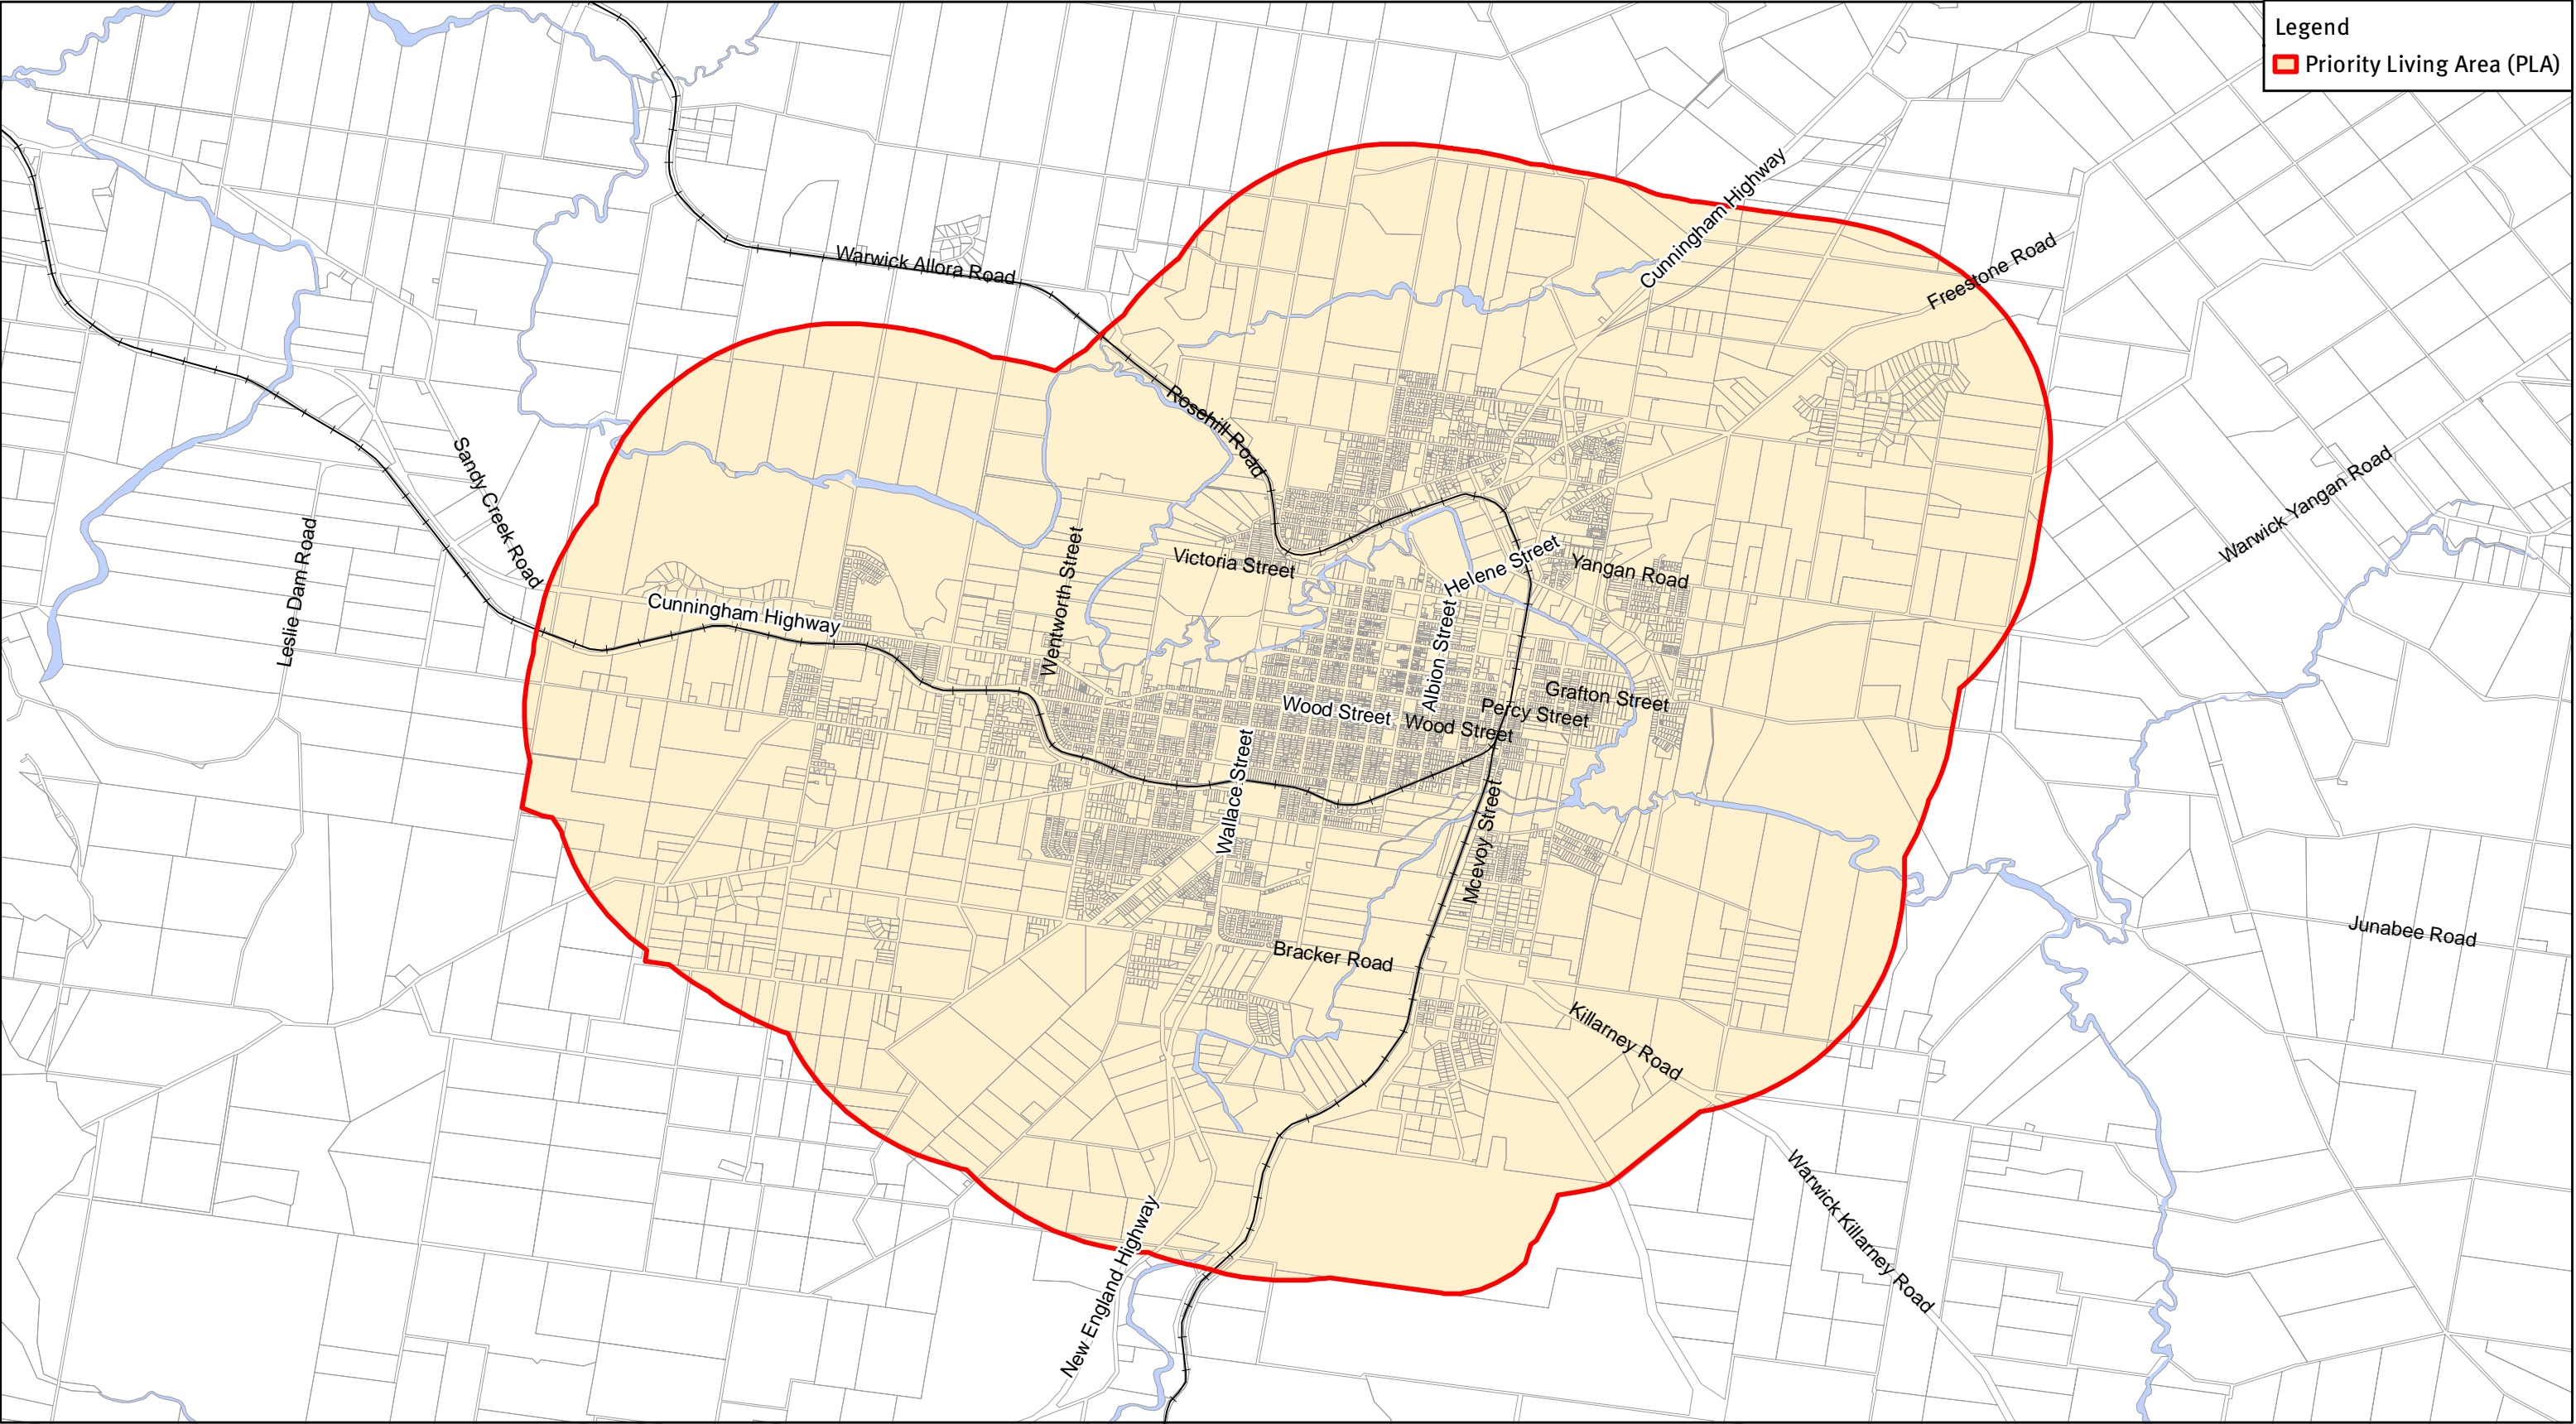 Legend
Priority Living Area (PLA)
Cunningham Highway
Freestone Road
Warwick Allora Road
Rosehill Road
Sandy Creek Road
Warwick Yangan Road
Leslie Dam Road
Wentworth Street
Victoria Street
Helene Street
Yangan Road
Cunningham Highway
Albion Street
Grafton Street
Wood Street
Percy Street
Wood Street
Wallace Street
Mcevoy Street
Junabee Road
Bracker Road
Killarney Road
Warwick Killarney Road
New England Highway